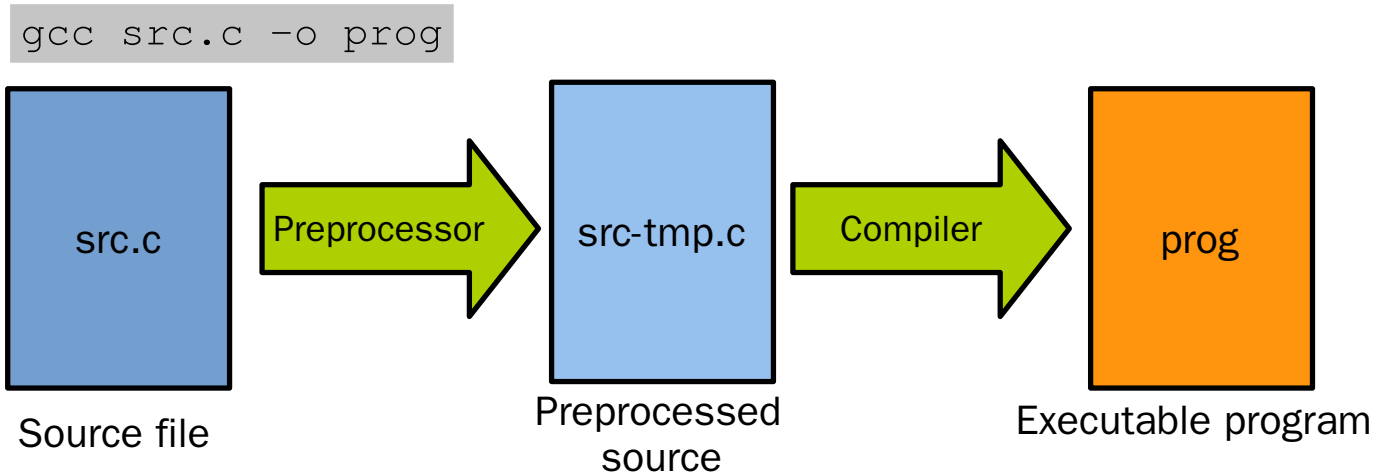 gcc src.c –o prog
src.c
Preprocessor
src-tmp.c
Compiler
prog
Source file
Preprocessed
source
Executable program